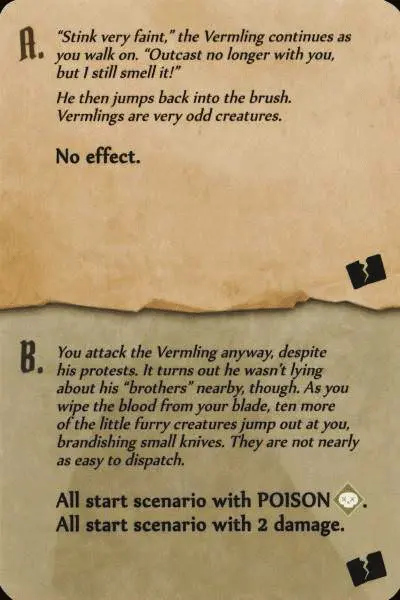 A.
“Stink very faint,” the Vermling continues as
you walk on. “Outcast no longer with you,
but I still smell it!”
He then jumps back into the brush.
Vermlings are very odd creatures.
No effect.
B.
You attack the Vermling anyway, despite
his protests. It turns out he wasn’t lying
about his “brothers” nearby, though. As you
wipe the blood from your blade, ten more
of the little furry creatures jump out at you,
brandishing small knives. They are not nearly
as easy to dispatch.
All start scenario with POISON.
All start scenario with 2 damage.